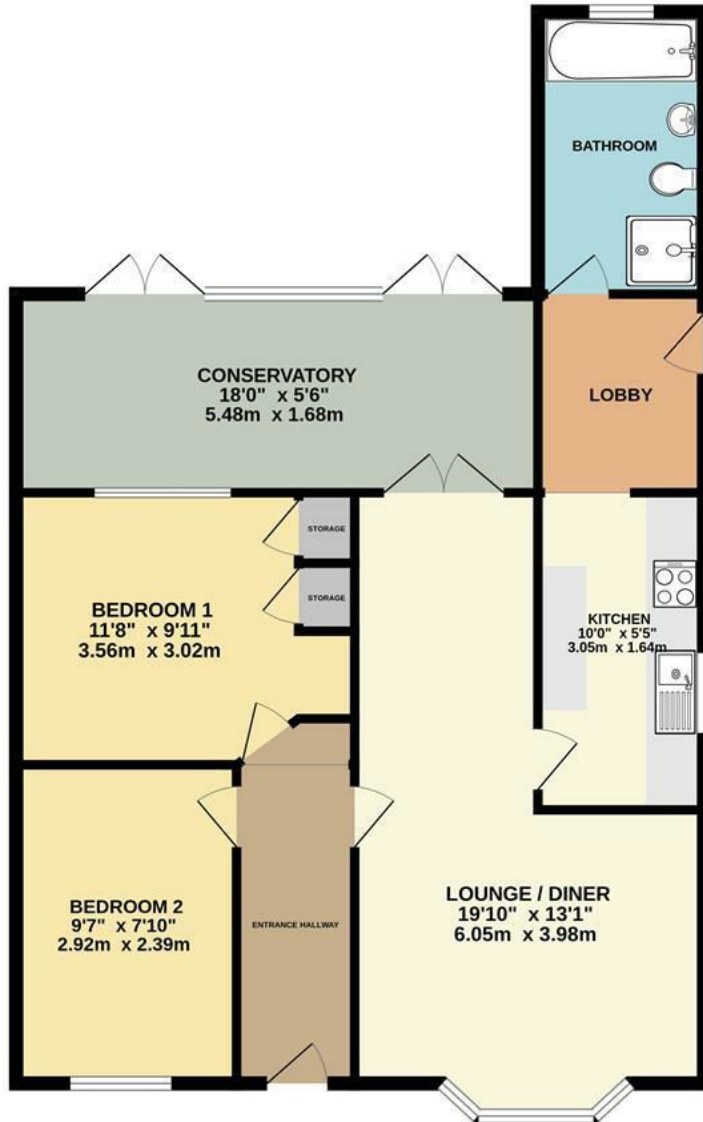 BATHROOM
CONSERVATORY
18'0" x 5'6"
5.48m x 1.68m
LOBBY
STORAGE
STORAGE
BEDROOM 1
11'8" x 9'11"
3.56m x 3.02m
KITCHEN
10'0" x 5'5"
3.05m x 1.64m
BEDROOM 2
9'7" x 7'10"
2.92m x 2.39m
ENTRANCE HALLWAY
LOUNGE / DINER
19'10" x 13'1"
6.05m x 3.98m